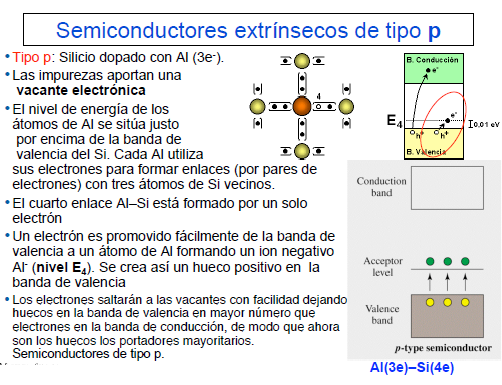 Semiconductores extrínsecos de tipo p
• Tipo p: Silicio dopado con Al (3e-).
• Las impurezas aportan una
vacante electrónica
• El nivel de energía de los
átomos de Al se sitúa justo
por encima de la banda de
valencia del Si. Cada Al utiliza
sus electrones para formar enlaces (por pares de
electrones) con tres átomos de Si vecinos.
• El cuarto enlace Al–Si está formado por un solo
electrón
• Un electrón es promovido fácilmente de la banda de
valencia a un átomo de Al formando un ion negativo
Al- (nivel E4). Se crea así un hueco positivo en la
banda de valencia
• Los electrones saltarán a las vacantes con facilidad dejando
huecos en la banda de valencia en mayor número que
electrones en la banda de conducción, de modo que ahora
son los huecos los portadores mayoritarios.
Semiconductores de tipo p.
4
B. Conducción
e-
E4
e-
0,01 eV
h+
h+
B. Valencia
Conduction
band
Acceptor
level
Valence
band
p-type semiconductor
Al(3e)–Si(4e)